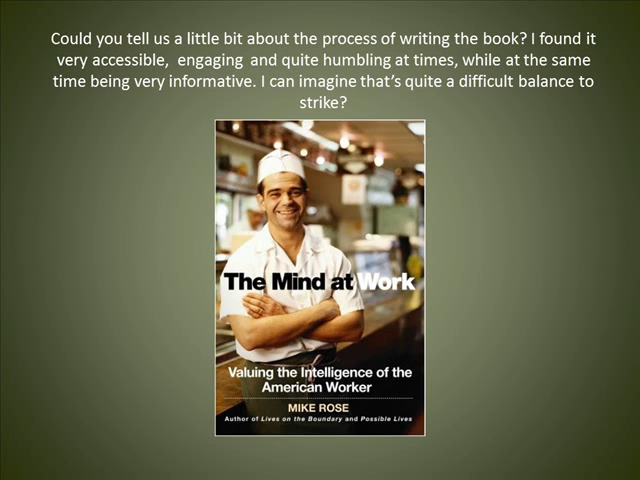 Could you tell us a little bit about the process of writing the book? I found it
very accessible, engaging and quite humbling at times, while at the same
time being very informative. I can imagine that's quite a difficult balance to
strike?
The Mind at Work
Valuing the Intelligence of the
American Worker
MIKE ROSE
Author of Lives on the Boundary and Possible Lives